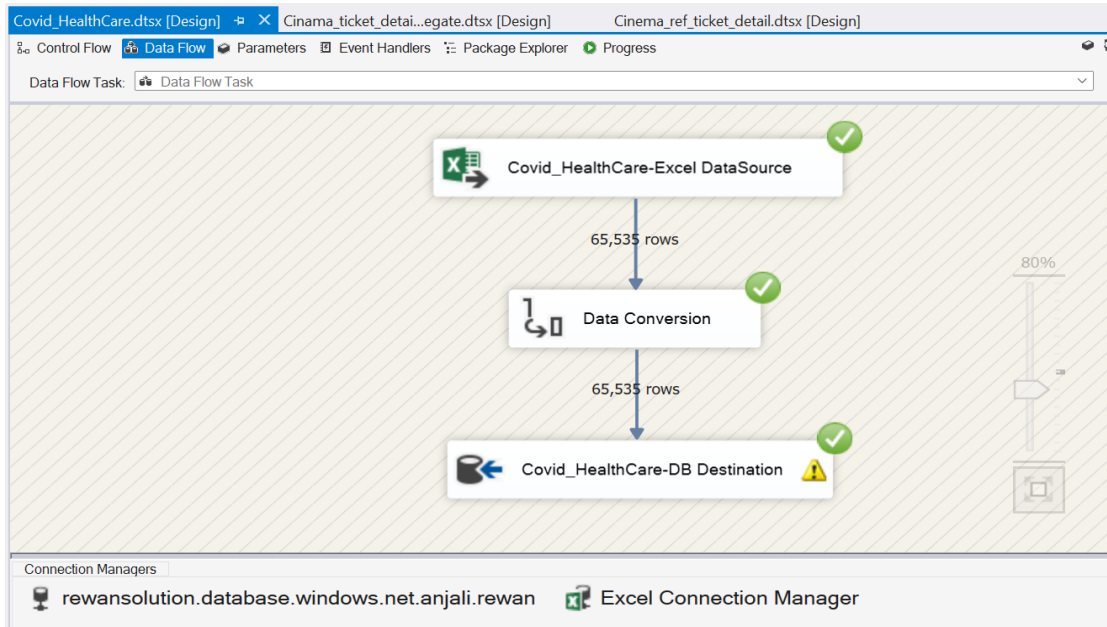 Covid_HealthCare.dtsx [Design] Cinama_ticket_detai...egate.dtsx [Design] Cinema_ref_ticket_detail.dtsx [Design]
Control Flow Data Flow Parameters Event Handlers Package Explorer Progress
Data Flow Task: Data Flow Task
Covid_HealthCare-Excel DataSource
65,535 rows
80%
Data Conversion
65,535 rows
Covid_HealthCare-DB Destination
Connection Managers
rewansolution.database.windows.net.anjali.rewan Excel Connection Manager